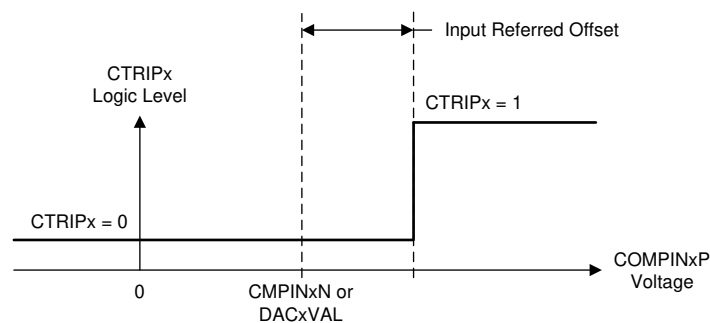 Input Referred Offset
CTRIPx
Logic Level
CTRIPx = 1
CTRIPx = 0
COMPINxP
Voltage
0
CMPINxN or
DACxVAL